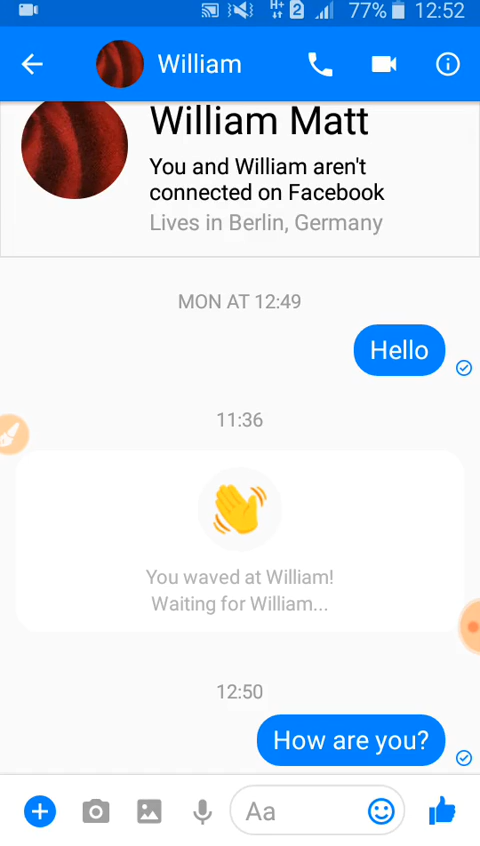 H+ 2 77% 12:52
William
William Matt
You and William aren't
connected on Facebook
Lives in Berlin, Germany
MON AT 12:49
Hello
11:36
You waved at William!
Waiting for William...
12:50
How are you?
Aa